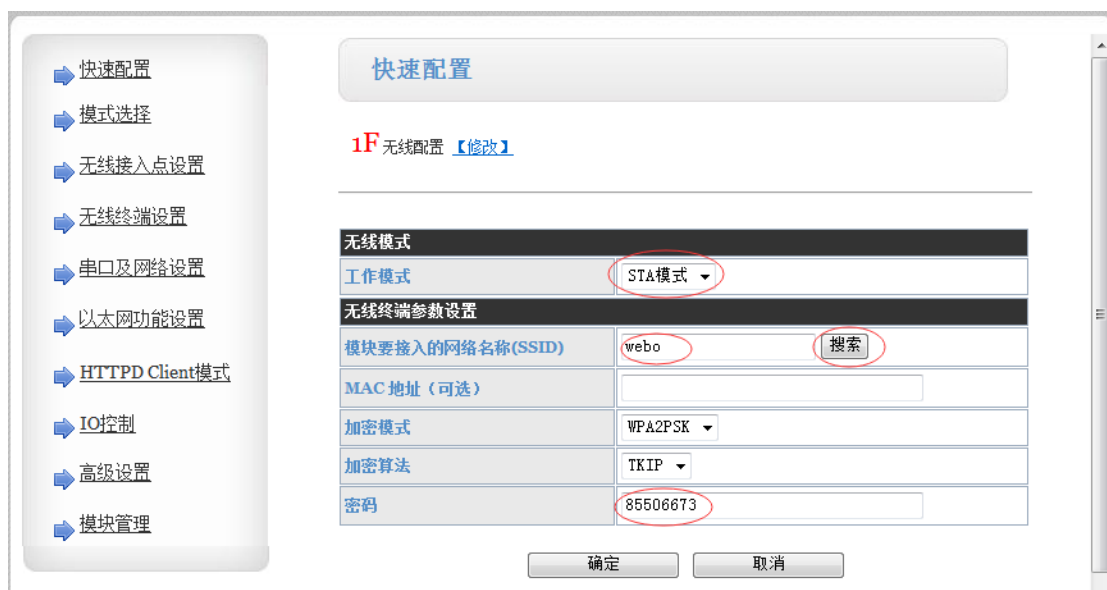 快速配置
模式选择
无线接入点设置
无线终端设置
串口及网络设置
以太网功能设置
HTTPD Client模式
IO控制
高级设置
模块管理
快速配置
1F 无线配置 【修改】
无线模式
工作模式 STA模式
无线终端参数设置
模块要接入的网络名称(SSID) webo 搜索
MAC 地址（可选）
加密模式 WPA2PSK
加密算法 TKIP
密码 85506673
确定 取消